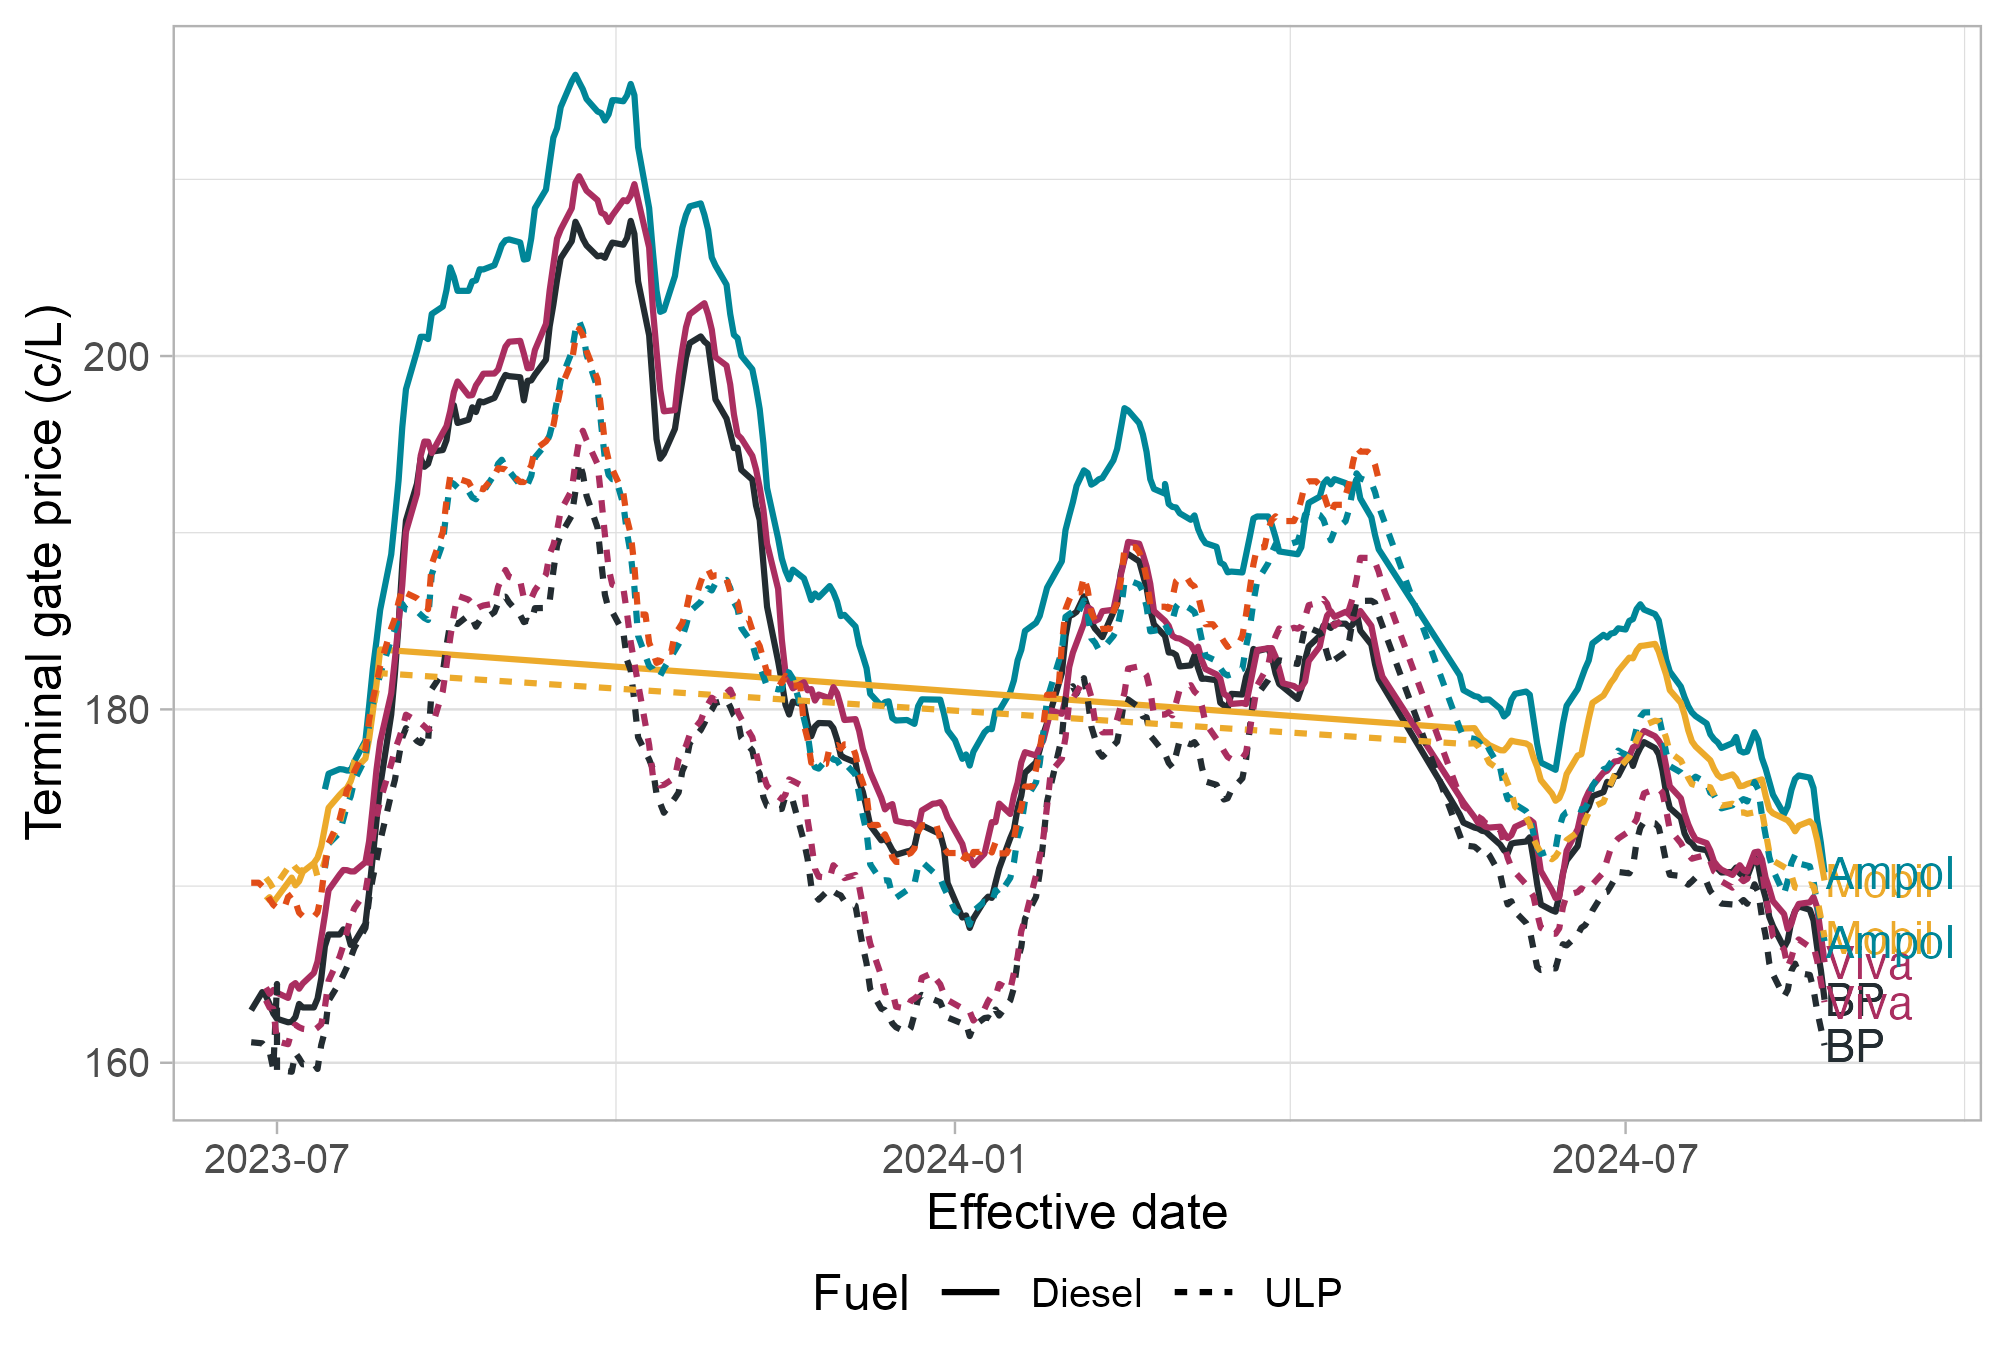 Terminal gate price (c/L)
200
180
160
Ampol
Mobil
Mobil
Ampol
Viva
BP
Viva
BP
2023-07
2024-01
2024-07
Effective date
Fuel
Diesel
ULP